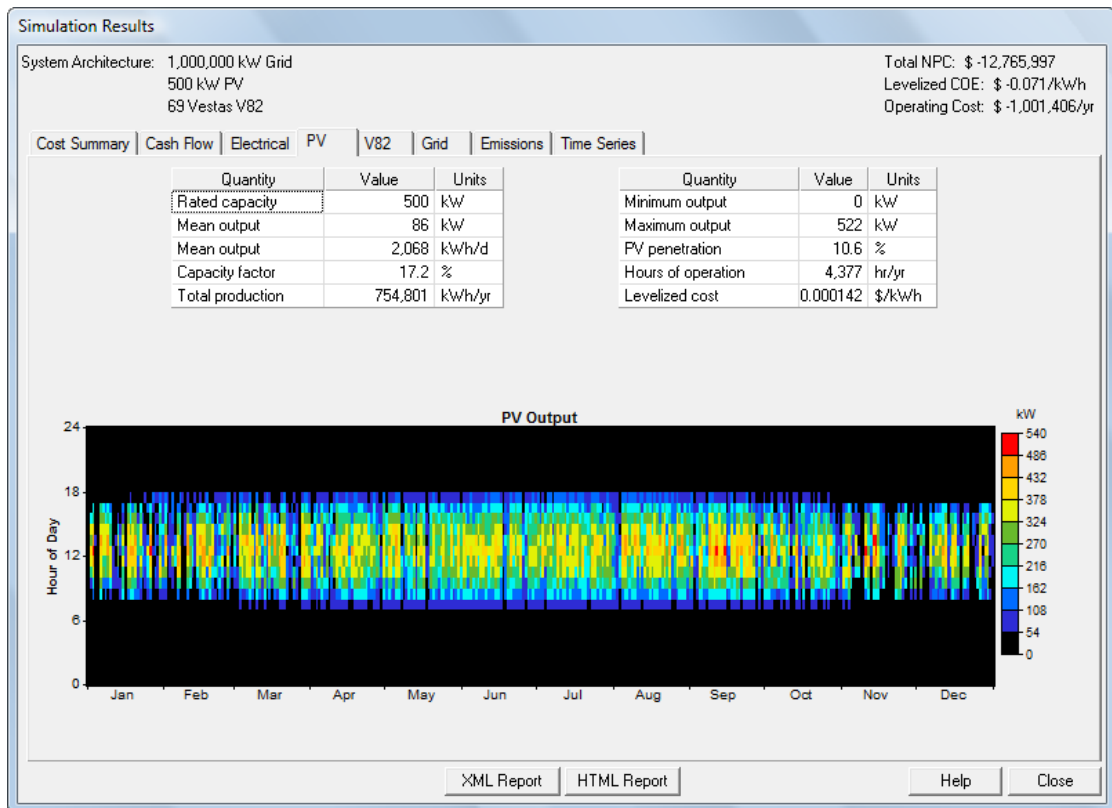 Simulation Results
System Architecture: 1,000,000 kW Grid
500 kW PV
69 Vestas V82
Total NPC: $ -12,765,997
Levelized COE: $ -0.071/kWh
Operating Cost: $ -1,001,406/yr
Cost Summary Cash Flow Electrical PV V82 Grid Emissions Time Series
Quantity Value Units
Rated capacity 500 kW
Mean output 86 kW
Mean output 2,068 kWh/d
Capacity factor 17.2 %
Total production 754,801 kWh/yr
Quantity Value Units
Minimum output 0 kW
Maximum output 522 kW
PV penetration 10.6 %
Hours of operation 4,377 hr/yr
Levelized cost 0.000142 $/kWh
PV Output
Hour of Day
24
18
12
6
0
Jan Feb Mar Apr May Jun Jul Aug Sep Oct Nov Dec
kW
540
486
432
378
324
270
216
162
108
54
0
XML Report HTML Report Help Close